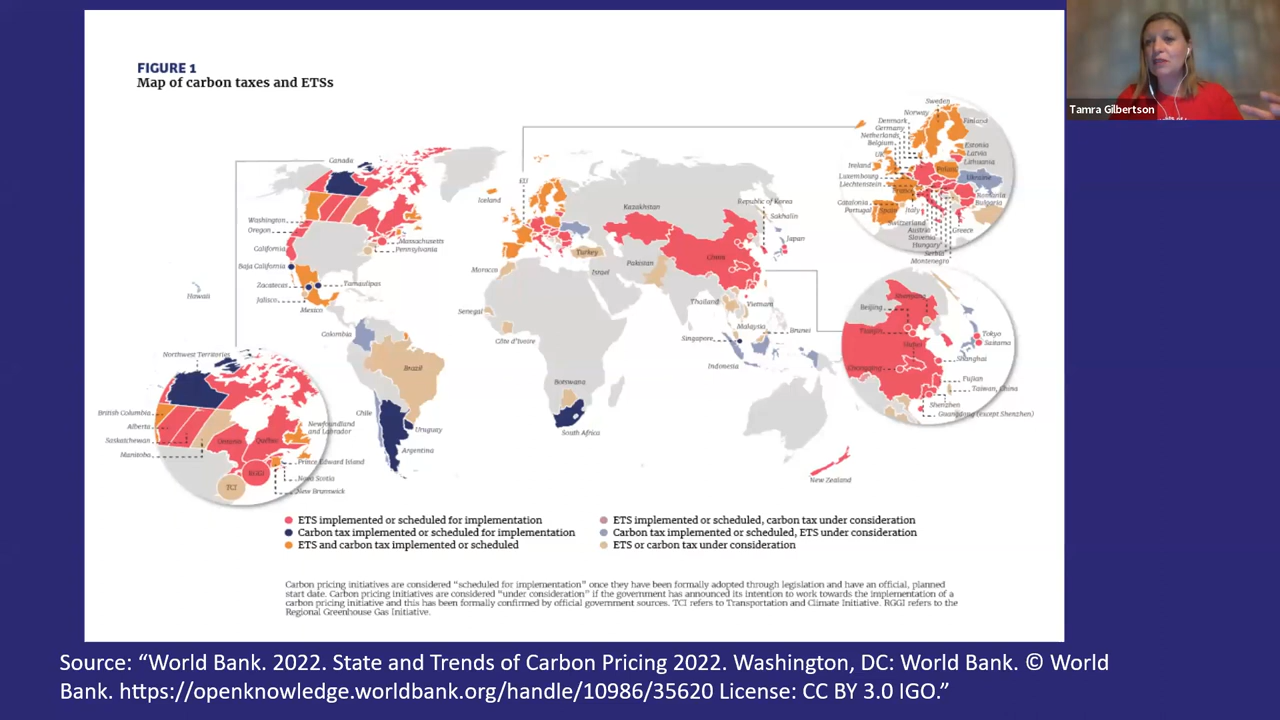 FIGURE 1
Map of carbon taxes and ETSs
Tamra Gilbertson
Canada
Washington
Oregon
California
Baja California
Zacatecas
Jalisco
Mexico
Tamaulipas
Massachusetts
Pennsylvania
Hawaii
Iceland
EU
Kazakhstan
Republic of Korea
Sakhalin
Japan
China
Turkey
Morocco
Israel
Pakistan
Senegal
Côte d'Ivoire
Thailand
Vietnam
Malaysia
Brunei
Singapore
Indonesia
Colombia
Brazil
Botswana
South Africa
Chile
Uruguay
Argentina
New Zealand
Sweden
Norway
Denmark
Germany
Netherlands
Belgium
UK
Ireland
Luxembourg
Liechtenstein
Catalonia
Portugal
Spain
France
Italy
Switzerland
Austria
Slovenia
Hungary
Serbia
Montenegro
Greece
Bulgaria
Romania
Ukraine
Poland
Lithuania
Latvia
Estonia
Finland
Beijing
Shenyang
Tianjin
Hubei
Chongqing
Tokyo
Saitama
Shanghai
Fujian
Taiwan, China
Shenzhen
Guangdong (except Shenzhen)
Northwest Territories
British Columbia
Alberta
Saskatchewan
Manitoba
Ontario
Québec
Newfoundland
and Labrador
Prince Edward Island
Nova Scotia
New Brunswick
RGGI
TCI
ETS implemented or scheduled for implementation
Carbon tax implemented or scheduled for implementation
ETS and carbon tax implemented or scheduled
ETS implemented or scheduled, carbon tax under consideration
Carbon tax implemented or scheduled, ETS under consideration
ETS or carbon tax under consideration
Carbon pricing initiatives are considered "scheduled for implementation" once they have been formally adopted through legislation and have an official, planned
start date. Carbon pricing initiatives are considered "under consideration" if the government has announced its intention to work towards the implementation of a
carbon pricing initiative and this has been formally confirmed by official government sources. TCI refers to Transportation and Climate Initiative. RGGI refers to the
Regional Greenhouse Gas Initiative.
Source: “World Bank. 2022. State and Trends of Carbon Pricing 2022. Washington, DC: World Bank. © World
Bank. https://openknowledge.worldbank.org/handle/10986/35620 License: CC BY 3.0 IGO.”